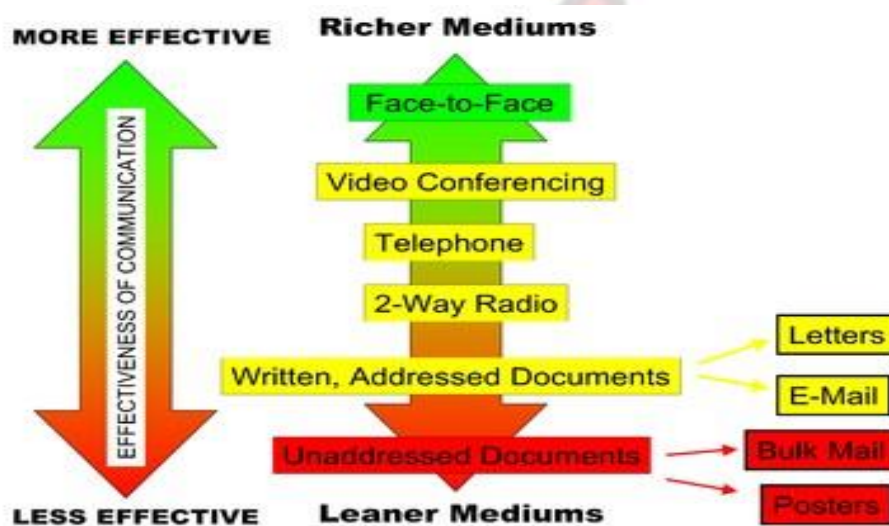 MORE EFFECTIVE
Richer Mediums
Face-to-Face
EFFECTIVENESS OF COMMUNICATION
Video Conferencing
Telephone
2-Way Radio
Written, Addressed Documents
Letters
E-Mail
Unaddressed Documents
Bulk Mail
Posters
LESS EFFECTIVE
Leaner Mediums